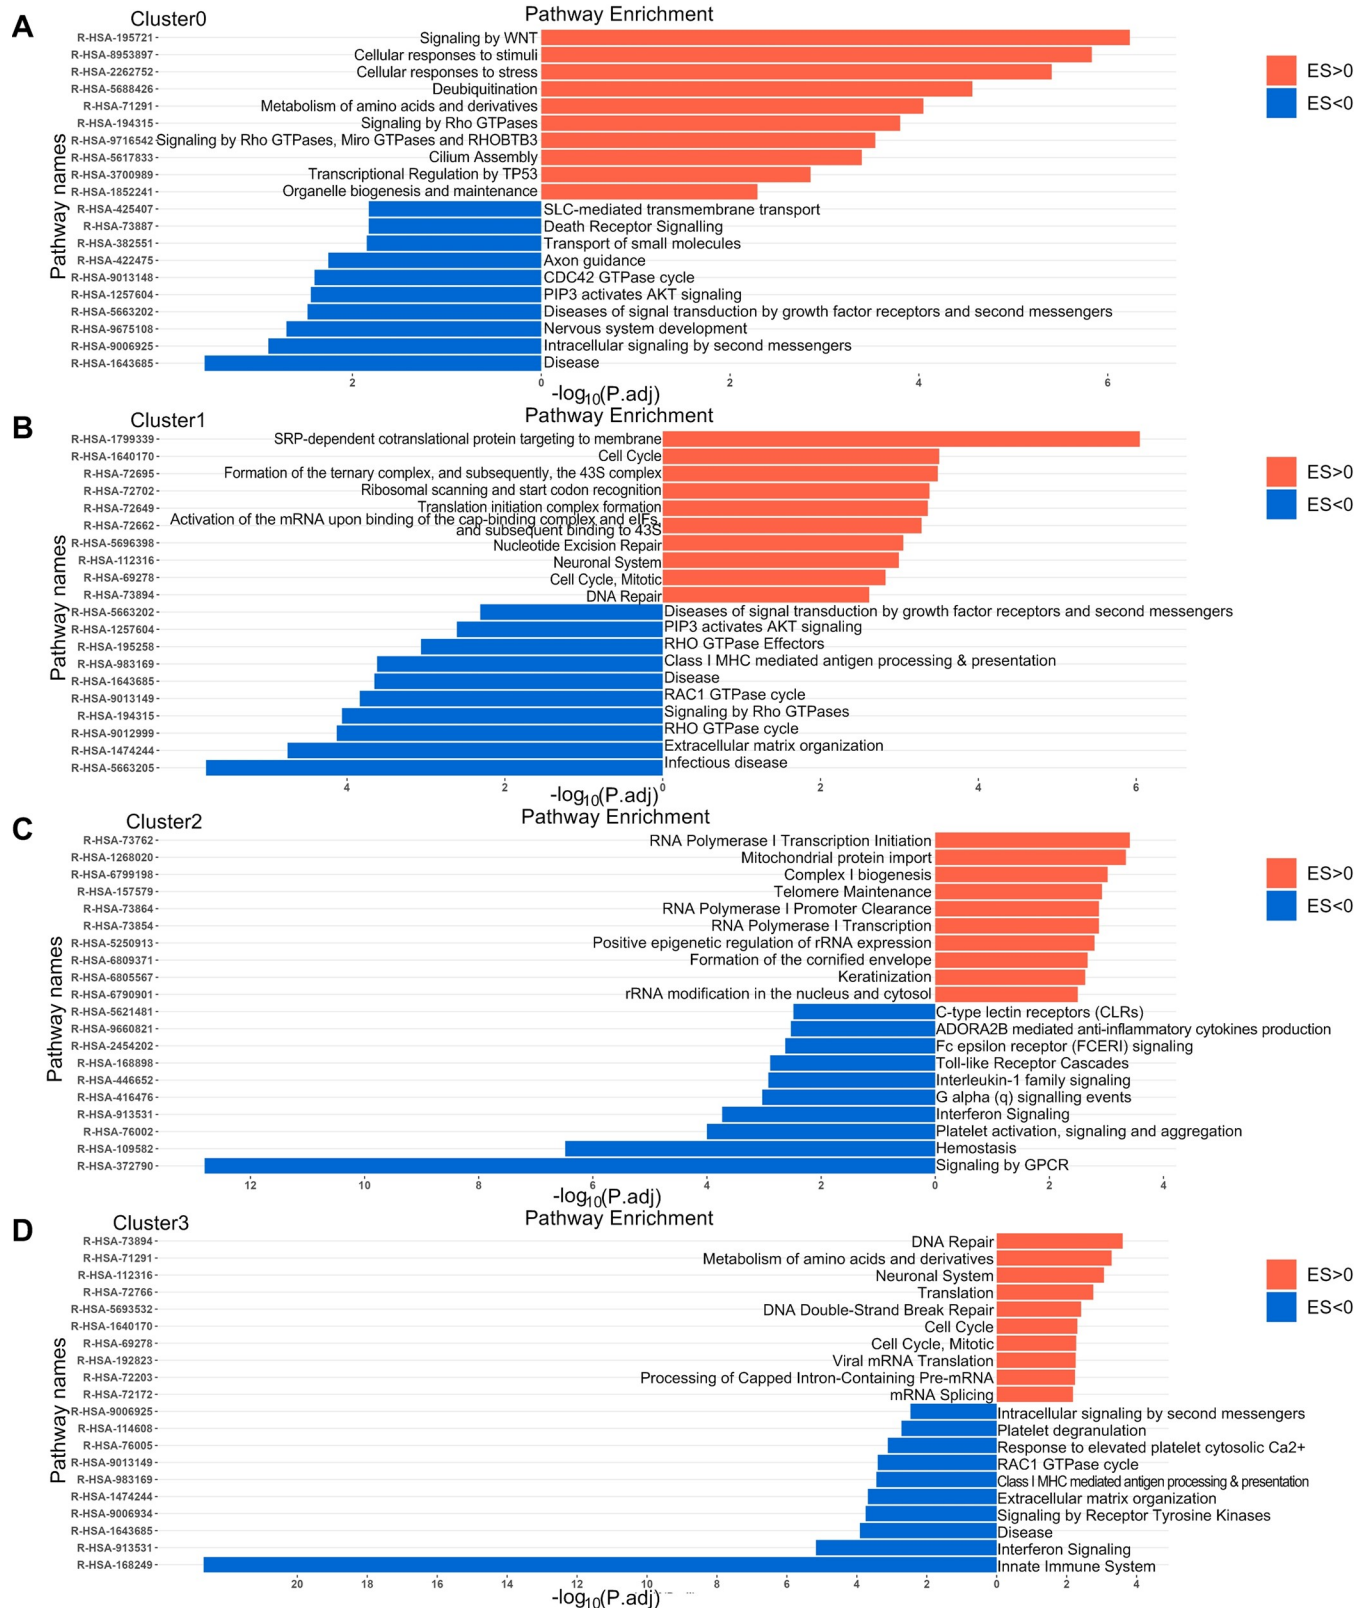 A
Cluster0
Pathway Enrichment
Pathway names
R-HSA-195721 Signaling by WNT
R-HSA-8953897 Cellular responses to stimuli
R-HSA-2262752 Cellular responses to stress
R-HSA-5688426 Deubiquitination
R-HSA-71291 Metabolism of amino acids and derivatives
R-HSA-194315 Signaling by Rho GTPases
R-HSA-9716542 Signaling by Rho GTPases, Miro GTPases and RHOBTB3
R-HSA-5617833 Cilium Assembly
R-HSA-3700989 Transcriptional Regulation by TP53
R-HSA-1852241 Organelle biogenesis and maintenance
R-HSA-425407 SLC-mediated transmembrane transport
R-HSA-73887 Death Receptor Signalling
R-HSA-382551 Transport of small molecules
R-HSA-422475 Axon guidance
R-HSA-9013148 CDC42 GTPase cycle
R-HSA-1257604 PIP3 activates AKT signaling
R-HSA-5663202 Diseases of signal transduction by growth factor receptors and second messengers
R-HSA-9675108 Nervous system development
R-HSA-9006925 Intracellular signaling by second messengers
R-HSA-1643685 Disease
2 0 2 4 6
-log10(P.adj)
ES>0
ES<0
B
Cluster1
Pathway Enrichment
Pathway names
R-HSA-1799339 SRP-dependent cotranslational protein targeting to membrane
R-HSA-1640170 Cell Cycle
R-HSA-72695 Formation of the ternary complex, and subsequently, the 43S complex
R-HSA-72702 Ribosomal scanning and start codon recognition
R-HSA-72649 Translation initiation complex formation
R-HSA-72662 Activation of the mRNA upon binding of the cap-binding complex and eIFs,
and subsequent binding to 43S
R-HSA-5696398 Nucleotide Excision Repair
R-HSA-112316 Neuronal System
R-HSA-69278 Cell Cycle, Mitotic
R-HSA-73894 DNA Repair
R-HSA-5663202 Diseases of signal transduction by growth factor receptors and second messengers
R-HSA-1257604 PIP3 activates AKT signaling
R-HSA-195258 RHO GTPase Effectors
R-HSA-983169 Class I MHC mediated antigen processing & presentation
R-HSA-1643685 Disease
R-HSA-9013149 RAC1 GTPase cycle
R-HSA-194315 Signaling by Rho GTPases
R-HSA-9012999 RHO GTPase cycle
R-HSA-1474244 Extracellular matrix organization
R-HSA-5663205 Infectious disease
4 2 0 2 4 6
-log10(P.adj)
ES>0
ES<0
C
Cluster2
Pathway Enrichment
Pathway names
R-HSA-73762 RNA Polymerase I Transcription Initiation
R-HSA-1268020 Mitochondrial protein import
R-HSA-6799198 Complex I biogenesis
R-HSA-157579 Telomere Maintenance
R-HSA-73864 RNA Polymerase I Promoter Clearance
R-HSA-73854 RNA Polymerase I Transcription
R-HSA-5250913 Positive epigenetic regulation of rRNA expression
R-HSA-6809371 Formation of the cornified envelope
R-HSA-6805567 Keratinization
R-HSA-6790901 rRNA modification in the nucleus and cytosol
R-HSA-5621481 C-type lectin receptors (CLRs)
R-HSA-9660821 ADORA2B mediated anti-inflammatory cytokines production
R-HSA-2454202 Fc epsilon receptor (FCERI) signaling
R-HSA-168898 Toll-like Receptor Cascades
R-HSA-446652 Interleukin-1 family signaling
R-HSA-416476 G alpha (q) signalling events
R-HSA-913531 Interferon Signaling
R-HSA-76002 Platelet activation, signaling and aggregation
R-HSA-109582 Hemostasis
R-HSA-372790 Signaling by GPCR
12 10 8 6 4 2 0 2 4
-log10(P.adj)
ES>0
ES<0
D
Cluster3
Pathway Enrichment
Pathway names
R-HSA-73894 DNA Repair
R-HSA-71291 Metabolism of amino acids and derivatives
R-HSA-112316 Neuronal System
R-HSA-72766 Translation
R-HSA-5693532 DNA Double-Strand Break Repair
R-HSA-1640170 Cell Cycle
R-HSA-69278 Cell Cycle, Mitotic
R-HSA-192823 Viral mRNA Translation
R-HSA-72203 Processing of Capped Intron-Containing Pre-mRNA
R-HSA-72172 mRNA Splicing
R-HSA-9006925 Intracellular signaling by second messengers
R-HSA-114608 Platelet degranulation
R-HSA-76005 Response to elevated platelet cytosolic Ca2+
R-HSA-9013149 RAC1 GTPase cycle
R-HSA-983169 Class I MHC mediated antigen processing & presentation
R-HSA-1474244 Extracellular matrix organization
R-HSA-9006934 Signaling by Receptor Tyrosine Kinases
R-HSA-1643685 Disease
R-HSA-913531 Interferon Signaling
R-HSA-168249 Innate Immune System
20 18 16 14 12 10 8 6 4 2 0 2 4
-log10(P.adj)
ES>0
ES<0